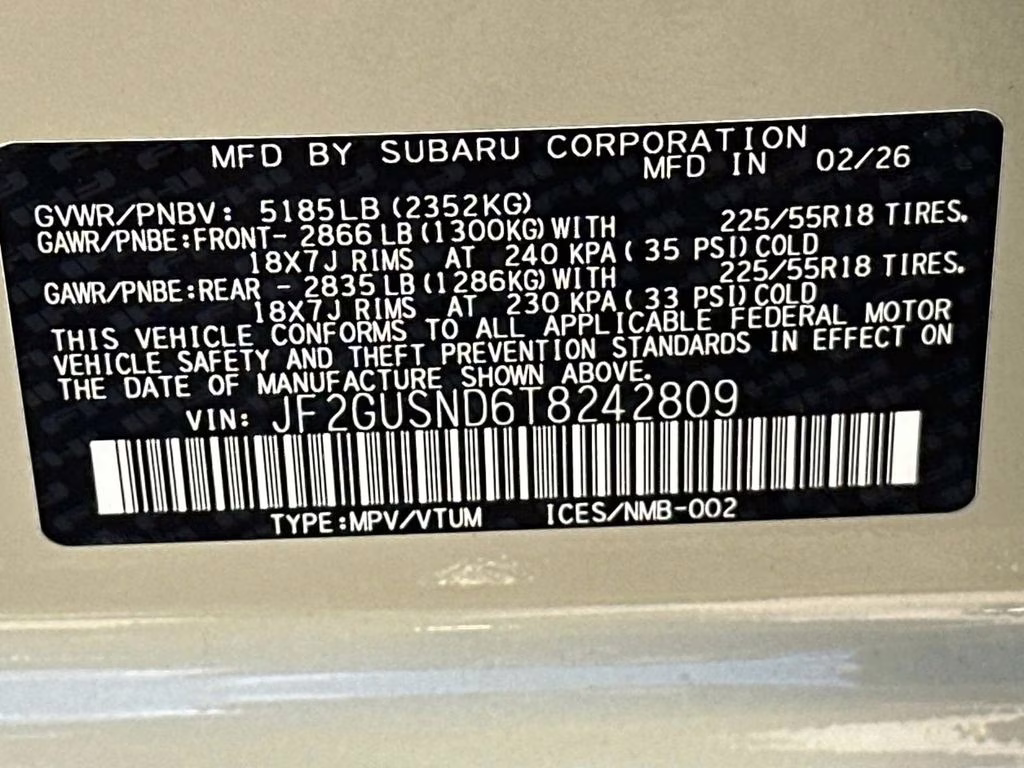 MFD BY SUBARU CORPORATION
MFD IN 02/26
GVWR/PNBV: 5185LB (2352KG)
GAWR/PNBE:FRONT- 2866 LB (1300KG) WITH 225/55R18 TIRES.
18X7J RIMS AT 240 KPA ( 35 PSI) COLD
GAWR/PNBE:REAR - 2835 LB (1286KG) WITH 225/55R18 TIRES.
18X7J RIMS AT 230 KPA ( 33 PSI) COLD
THIS VEHICLE CONFORMS TO ALL APPLICABLE FEDERAL MOTOR
VEHICLE SAFETY AND THEFT PREVENTION STANDARDS IN EFFECT ON
THE DATE OF MANUFACTURE SHOWN ABOVE.
VIN: JF2GUSND6T8242809
TYPE:MPV/VTUM ICES/NMB-002